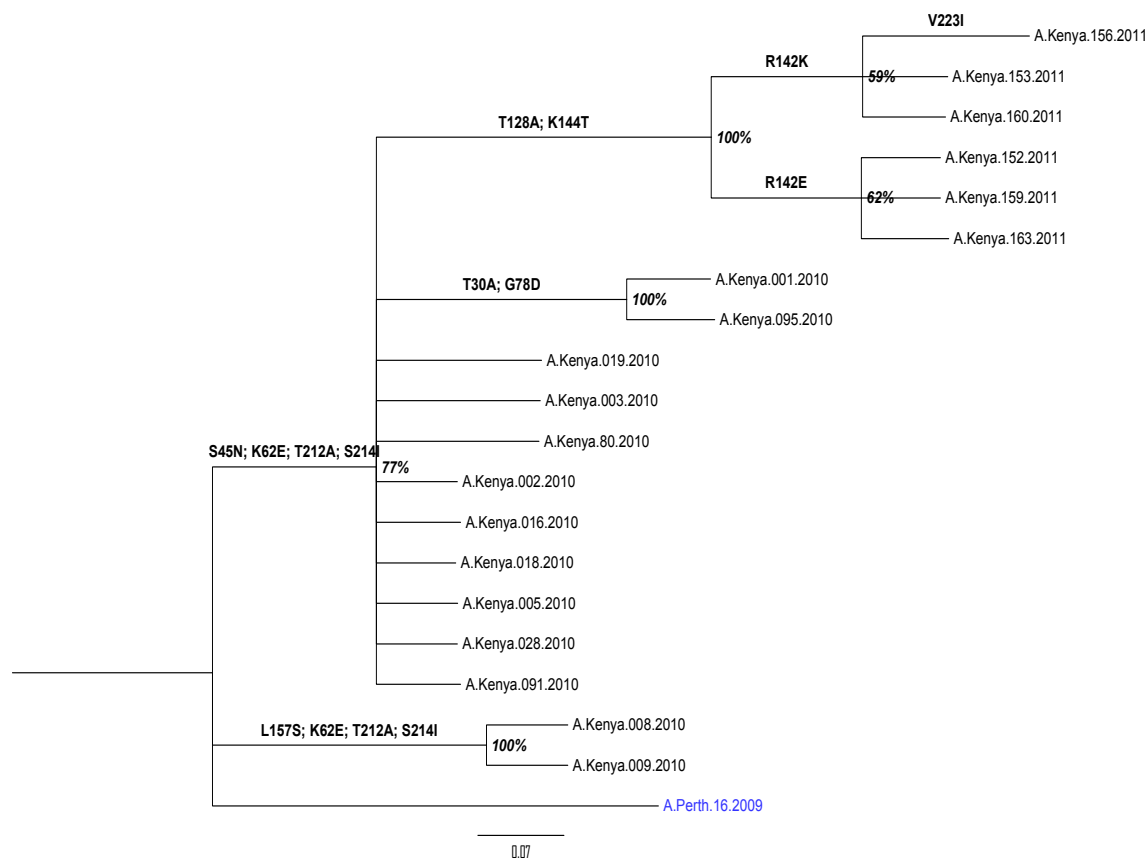 V223I
A.Kenya.156.2011
R142K
59%
A.Kenya.153.2011
A.Kenya.160.2011
T128A; K144T
100%
A.Kenya.152.2011
R142E
62%
A.Kenya.159.2011
A.Kenya.163.2011
T30A; G78D
A.Kenya.001.2010
100%
A.Kenya.095.2010
A.Kenya.019.2010
A.Kenya.003.2010
A.Kenya.80.2010
S45N; K62E; T212A; S214I
77%
A.Kenya.002.2010
A.Kenya.016.2010
A.Kenya.018.2010
A.Kenya.005.2010
A.Kenya.028.2010
A.Kenya.091.2010
L157S; K62E; T212A; S214I
A.Kenya.008.2010
100%
A.Kenya.009.2010
A.Perth.16.2009
0.07